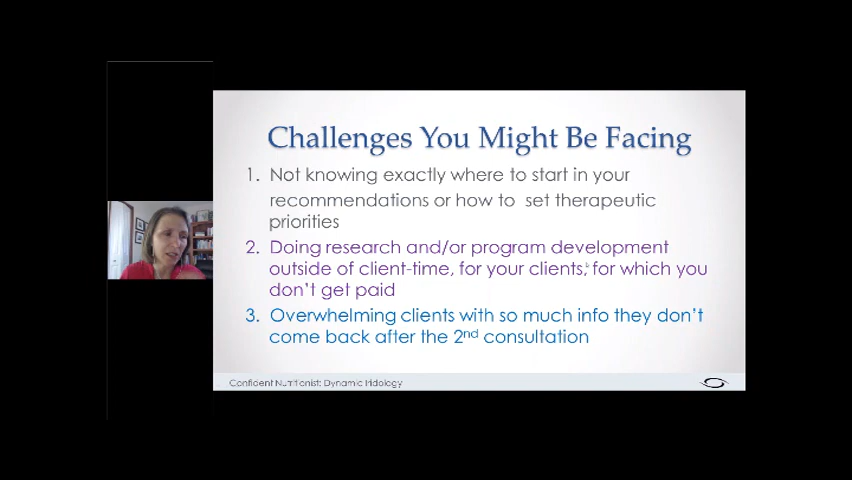 Challenges You Might Be Facing
1. Not knowing exactly where to start in your
recommendations or how to set therapeutic
priorities
2. Doing research and/or program development
outside of client-time, for your clients, for which you
don't get paid
3. Overwhelming clients with so much info they don't
come back after the 2nd consultation
Confident Nutritionist: Dynamic Iridology